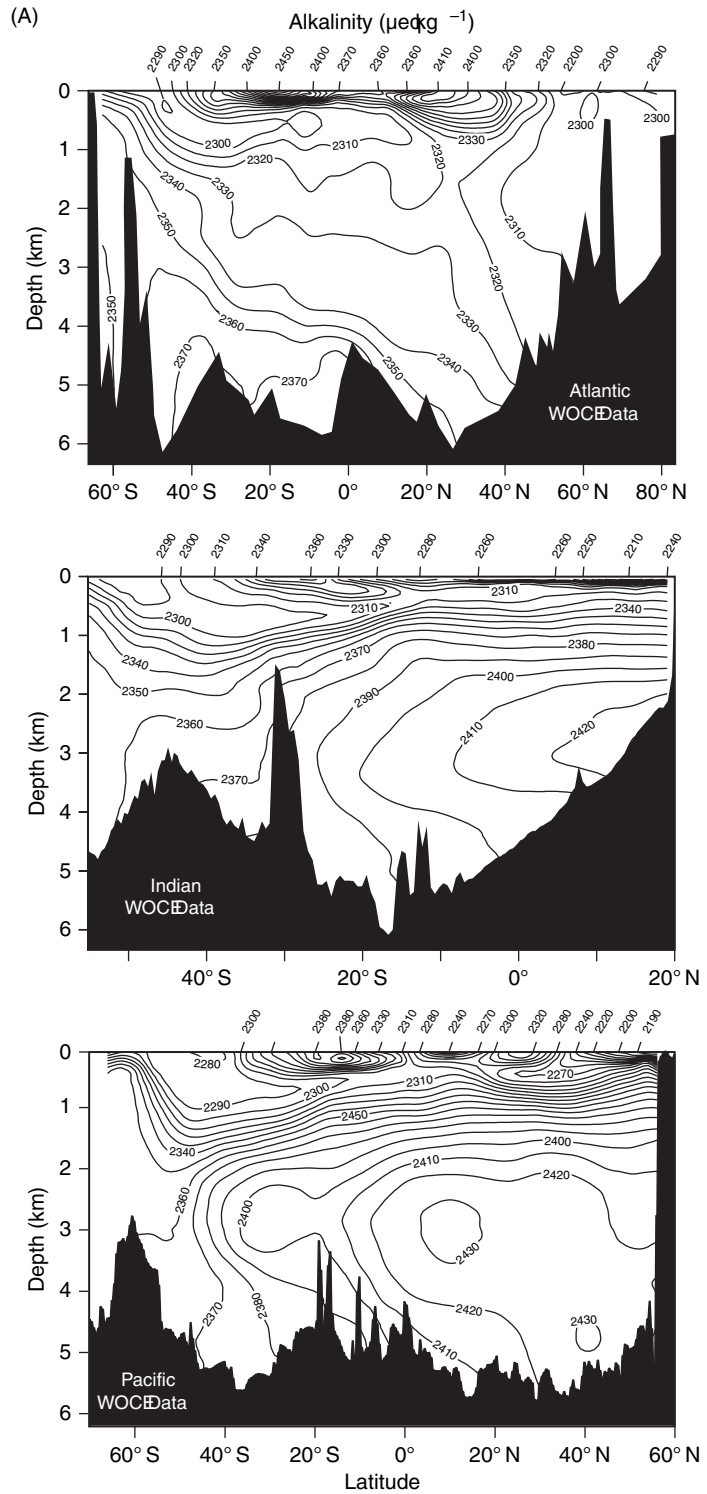 (A)
Alkalinity (µeqkg −1)
2290 2300 2320 2350 2400 2450 2400 2370 2360 2360 2410 2400 2350 2320 2200 2300 2290
0
1
2
3
4
5
6
Depth (km)
2300 2310 2330 2300 2300
2320 2320
2340 2330
2350 2310
2350 2320
2360 2330
2370 2340
2370 2350
Atlantic
WOCE Data
60° S 40° S 20° S 0° 20° N 40° N 60° N 80° N
2290 2300 2310 2340 2360 2330 2300 2280 2260 2260 2250 2210 2240
0
1
2
3
4
5
6
Depth (km)
2310
2300 2310 2340
2340 2370 2380
2350 2390 2400
2360 2410 2420
2370
Indian
WOCE Data
40° S 20° S 0° 20° N
2300 2380 2380 2360 2330 2310 2280 2240 2270 2300 2320 2280 2240 2220 2200 2190
0
1
2
3
4
5
6
Depth (km)
2280 2300 2310 2270
2290 2450
2340 2400
2360 2410 2420
2400 2430
2370 2380 2420 2430
2410
Pacific
WOCE Data
60° S 40° S 20° S 0° 20° N 40° N 60° N
Latitude